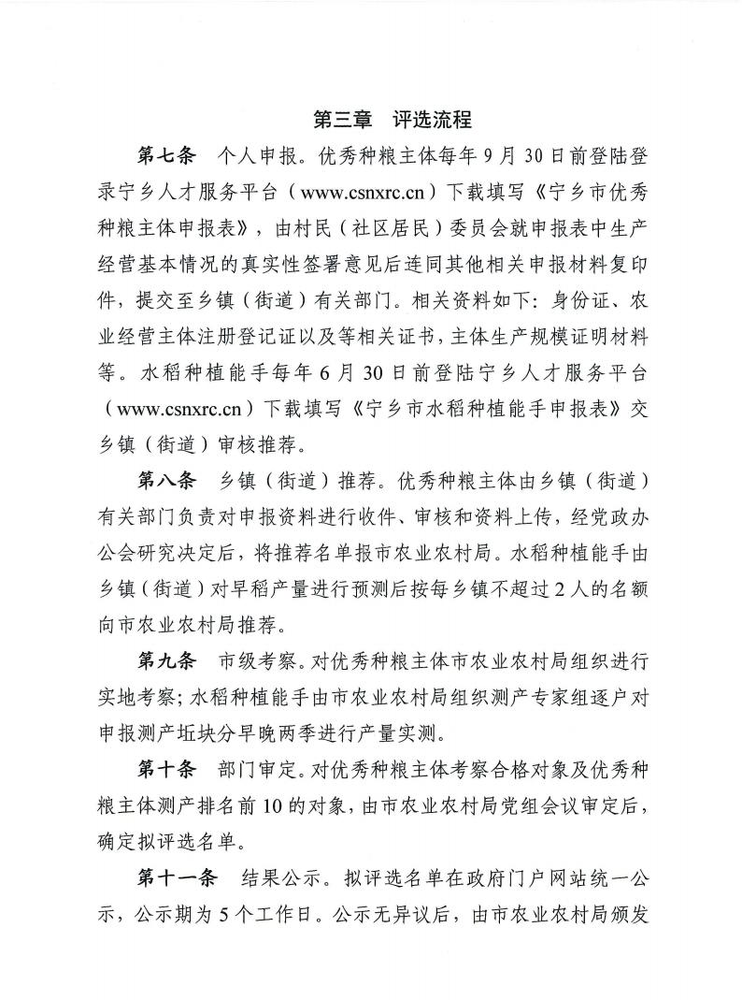 第三章　评选流程
第七条　个人申报。优秀种粮主体每年 9 月 30 日前登陆登
录宁乡人才服务平台（www.csnxrc.cn）下载填写《宁乡市优秀
种粮主体申报表》，由村民（社区居民）委员会就申报表中生产
经营基本情况的真实性签署意见后连同其他相关申报材料复印
件，提交至乡镇（街道）有关部门。相关资料如下：身份证、农
业经营主体注册登记证以及等相关证书，主体生产规模证明材料
等。水稻种植能手每年 6 月 30 日前登陆宁乡人才服务平台
（www.csnxrc.cn）下载填写《宁乡市水稻种植能手申报表》交
乡镇（街道）审核推荐。
第八条　乡镇（街道）推荐。优秀种粮主体由乡镇（街道）
有关部门负责对申报资料进行收件、审核和资料上传，经党政办
公会研究决定后，将推荐名单报市农业农村局。水稻种植能手由
乡镇（街道）对早稻产量进行预测后按每乡镇不超过 2 人的名额
向市农业农村局推荐。
第九条　市级考察。对优秀种粮主体市农业农村局组织进行
实地考察；水稻种植能手由市农业农村局组织测产专家组逐户对
申报测产坵块分早晚两季进行产量实测。
第十条　部门审定。对优秀种粮主体考察合格对象及优秀种
粮主体测产排名前 10 的对象，由市农业农村局党组会议审定后，
确定拟评选名单。
第十一条　结果公示。拟评选名单在政府门户网站统一公
示，公示期为 5 个工作日。公示无异议后，由市农业农村局颁发